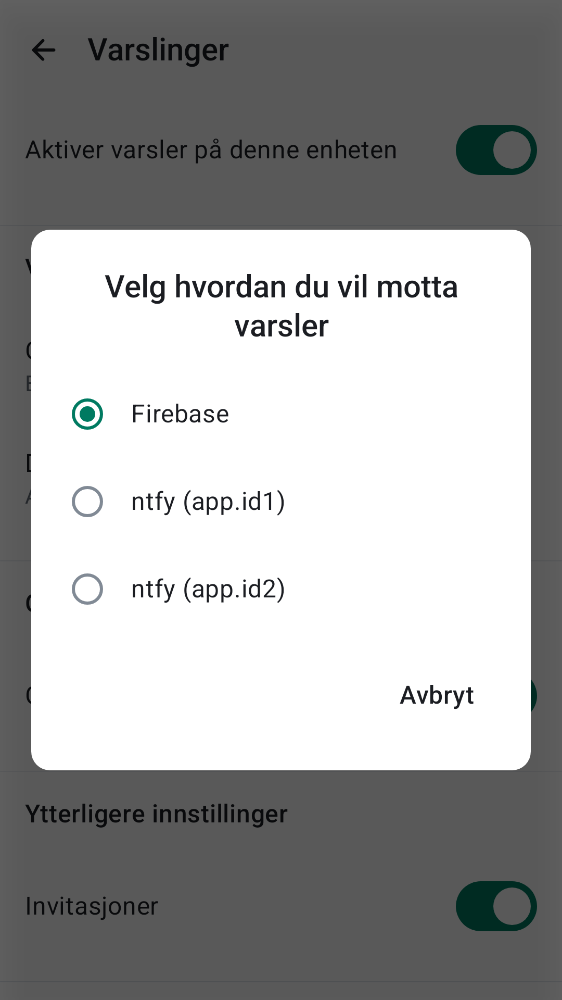 Varslinger
Aktiver varsler på denne enheten
Velg hvordan du vil motta
varsler
Firebase
ntfy (app.id1)
ntfy (app.id2)
Avbryt
Ytterligere innstillinger
Invitasjoner